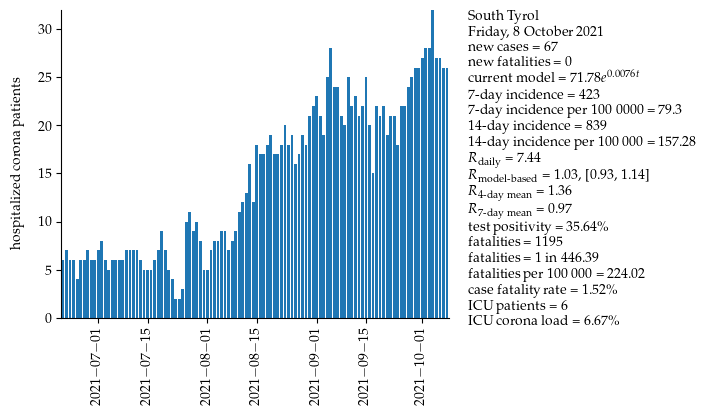 hospitalized corona patients
30
25
20
15
10
5
0
2021−07−01
2021−07−15
2021−08−01
2021−08−15
2021−09−01
2021−09−15
2021−10−01
South Tyrol
Friday, 8 October 2021
new cases = 67
new fatalities = 0
current model = 71.78e^0.0076t
7-day incidence = 423
7-day incidence per 100 0000 = 79.3
14-day incidence = 839
14-day incidence per 100 000 = 157.28
R_daily = 7.44
R_model-based = 1.03, [0.93, 1.14]
R_4-day mean = 1.36
R_7-day mean = 0.97
test positivity = 35.64%
fatalities = 1195
fatalities = 1 in 446.39
fatalities per 100 000 = 224.02
case fatality rate = 1.52%
ICU patients = 6
ICU corona load = 6.67%